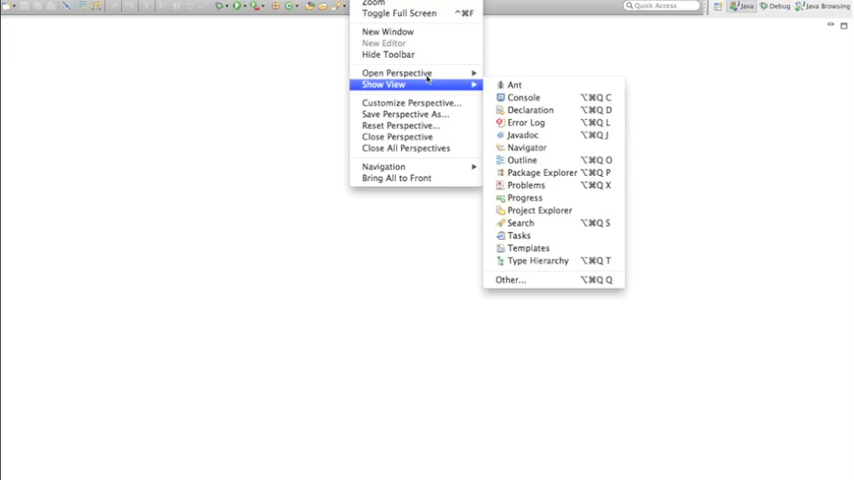 Zoom
Toggle Full Screen ^⌘F
Quick Access
Java
Debug
Java Browsing
New Window
New Editor
Hide Toolbar
Open Perspective
Show View
Customize Perspective...
Save Perspective As...
Reset Perspective...
Close Perspective
Close All Perspectives
Navigation
Bring All to Front
Ant
Console ⌥⌘Q C
Declaration ⌥⌘Q D
Error Log ⌥⌘Q L
Javadoc ⌥⌘Q J
Navigator
Outline ⌥⌘Q O
Package Explorer ⌥⌘Q P
Problems ⌥⌘Q X
Progress
Project Explorer
Search ⌥⌘Q S
Tasks
Templates
Type Hierarchy ⌥⌘Q T
Other... ⌥⌘Q Q